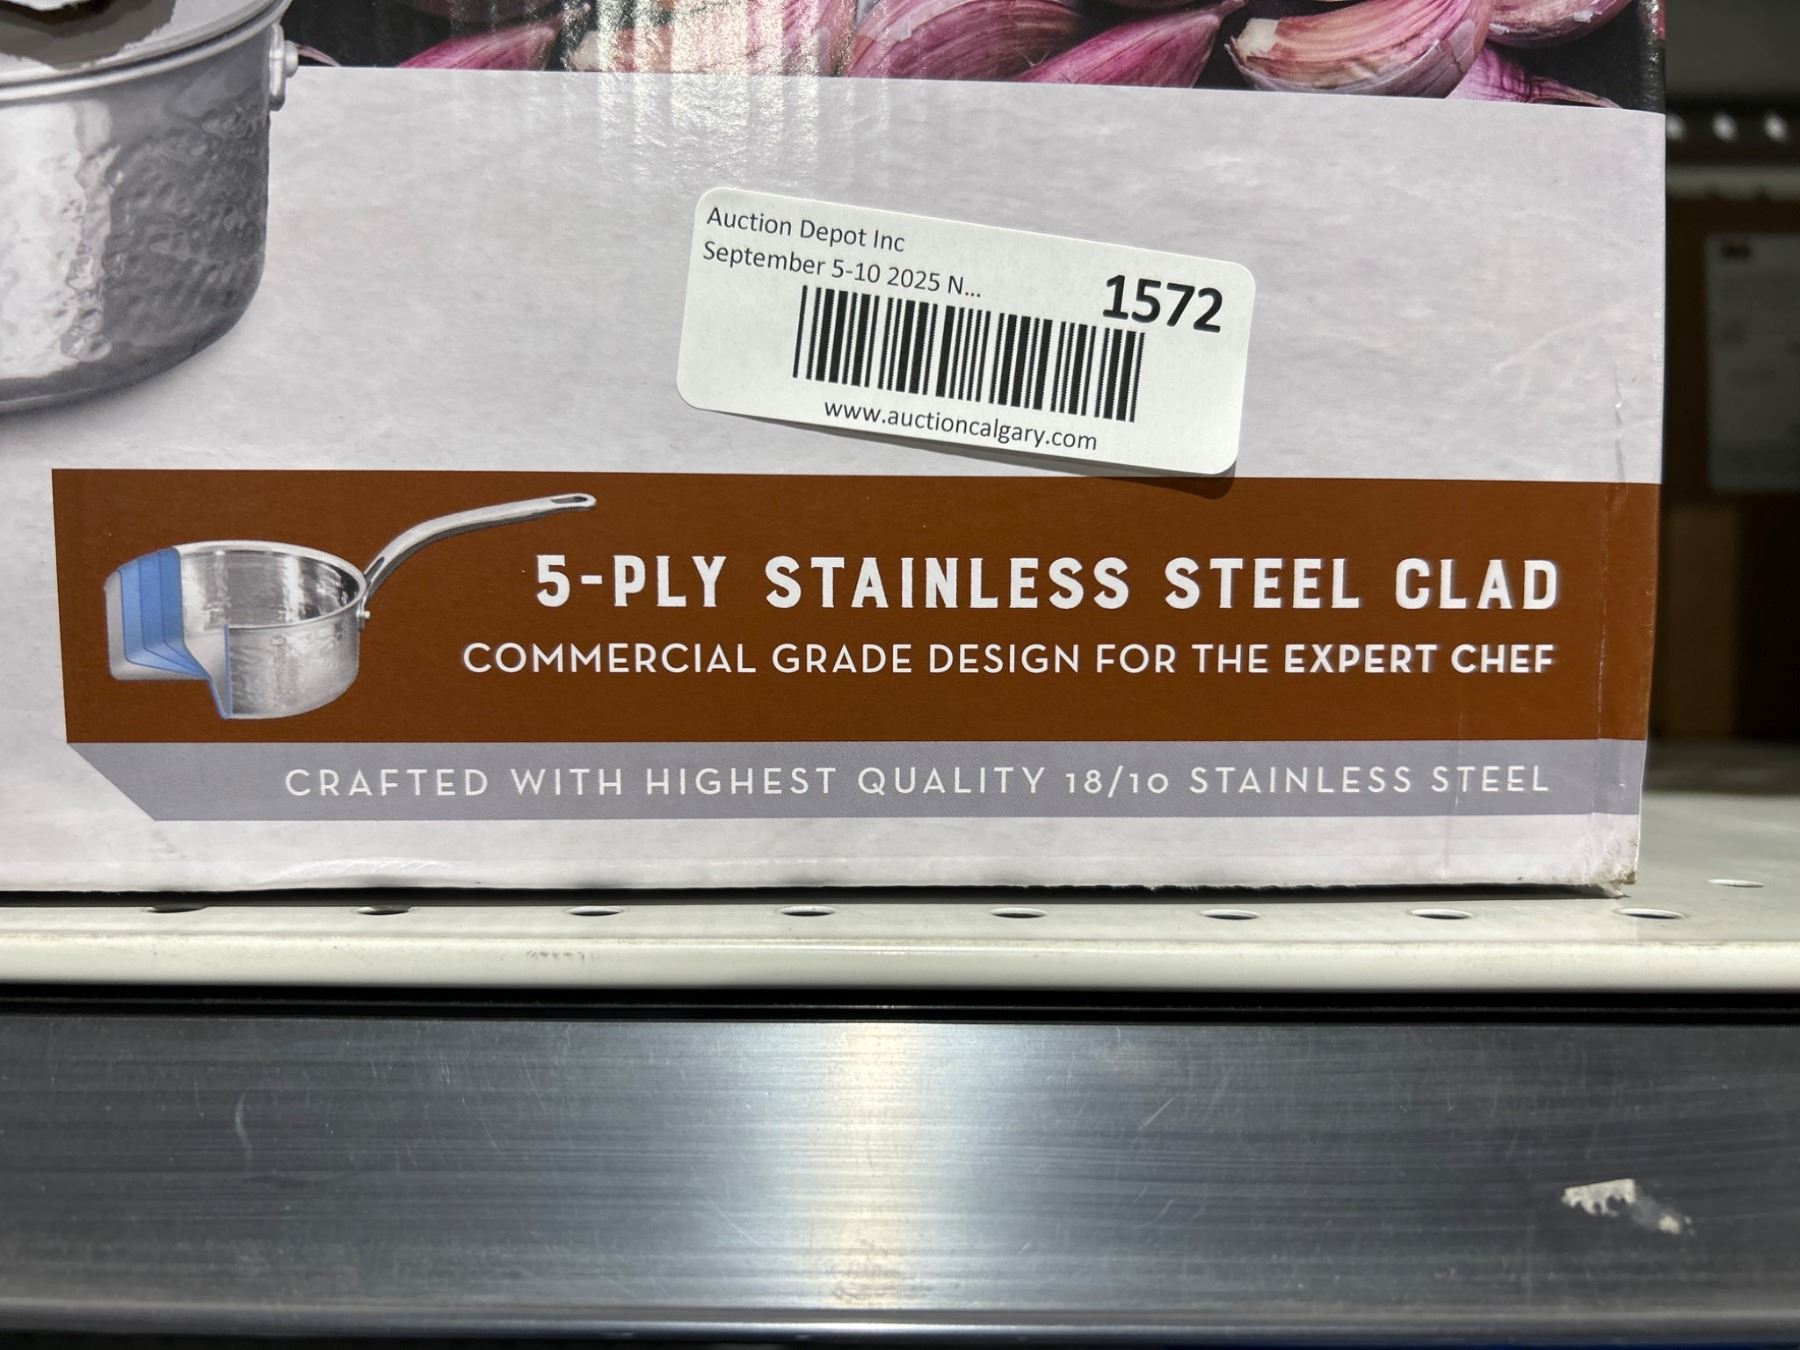 Auction Depot Inc
September 5-10 2025 N...
1572
www.auctioncalgary.com
5-PLY STAINLESS STEEL CLAD
COMMERCIAL GRADE DESIGN FOR THE EXPERT CHEF
CRAFTED WITH HIGHEST QUALITY 18/10 STAINLESS STEEL